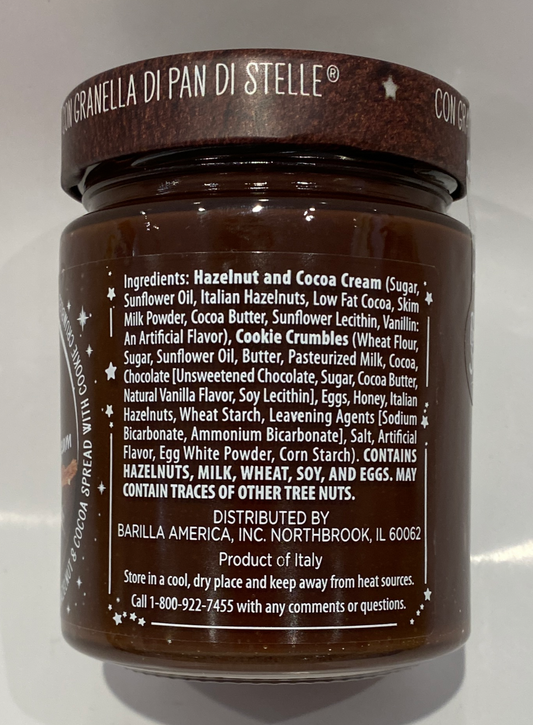 ON GRANELLA DI PAN DI STELLE®
CON GR
Ingredients: Hazelnut and Cocoa Cream (Sugar,
Sunflower Oil, Italian Hazelnuts, Low Fat Cocoa, Skim
Milk Powder, Cocoa Butter, Sunflower Lecithin, Vanillin:
An Artificial Flavor), Cookie Crumbles (Wheat Flour,
Sugar, Sunflower Oil, Butter, Pasteurized Milk, Cocoa,
Chocolate [Unsweetened Chocolate, Sugar, Cocoa Butter,
Natural Vanilla Flavor, Soy Lecithin], Eggs, Honey, Italian
Hazelnuts, Wheat Starch, Leavening Agents [Sodium
Bicarbonate, Ammonium Bicarbonate], Salt, Artificial
Flavor, Egg White Powder, Corn Starch). CONTAINS
HAZELNUTS, MILK, WHEAT, SOY, AND EGGS. MAY
CONTAIN TRACES OF OTHER TREE NUTS.
DISTRIBUTED BY
BARILLA AMERICA, INC. NORTHBROOK, IL 60062
Product of Italy
Store in a cool, dry place and keep away from heat sources.
Call 1-800-922-7455 with any comments or questions.
& COCOA SPREAD WITH COOKIE